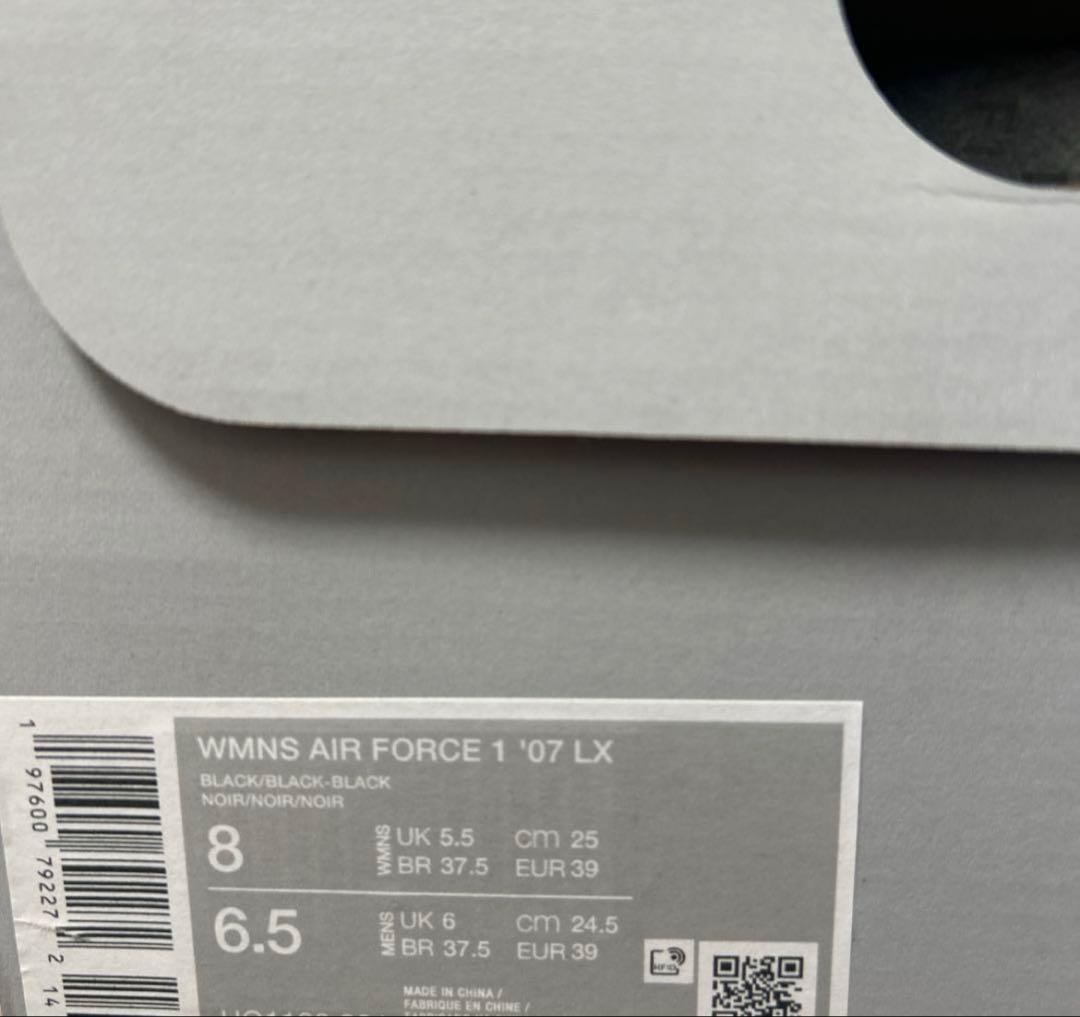 WMNS AIR FORCE 1 '07 LX
BLACK/BLACK-BLACK
NOIR/NOIR/NOIR
8 WMNS UK 5.5 cm 25
BR 37.5 EUR 39
6.5 MENS UK 6 cm 24.5
BR 37.5 EUR 39
RFID
MADE IN CHINA /
FABRIQUE EN CHINE /
1 97600 79227 2 14